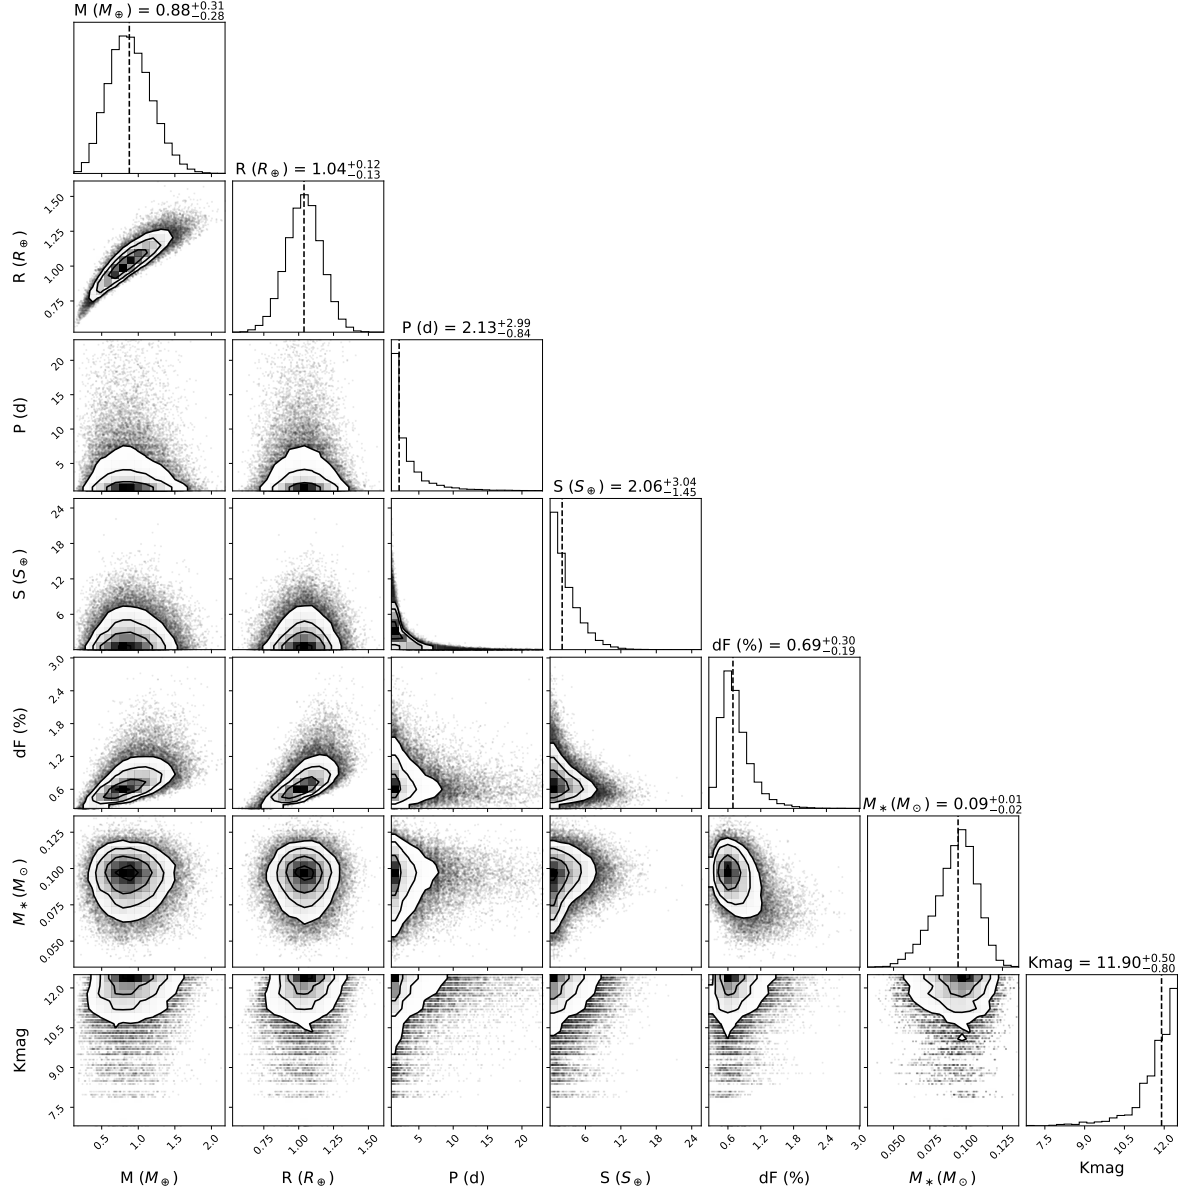 M (M⊕) = 0.88+0.31 −0.28
R (R⊕) = 1.04+0.12 −0.13
1.50
1.25
1.00
0.75
R (R⊕)
P (d) = 2.13+2.99 −0.84
20
15
10
5
P (d)
S (S⊕) = 2.06+3.04 −1.45
24
18
12
6
S (S⊕)
dF (%) = 0.69+0.30 −0.19
3.0
2.4
1.8
1.2
0.6
dF (%)
M∗(M⊙) = 0.09+0.01 −0.02
0.125
0.100
0.075
0.050
M∗(M⊙)
Kmag = 11.90+0.50 −0.80
12.0
10.5
9.0
7.5
Kmag
0.5 1.0 1.5 2.0
0.75 1.00 1.25 1.50
5 10 15 20
6 12 18 24
0.6 1.2 1.8 2.4 3.0
0.050 0.075 0.100 0.125
7.5 9.0 10.5 12.0
M (M⊕)
R (R⊕)
P (d)
S (S⊕)
dF (%)
M∗(M⊙)
Kmag